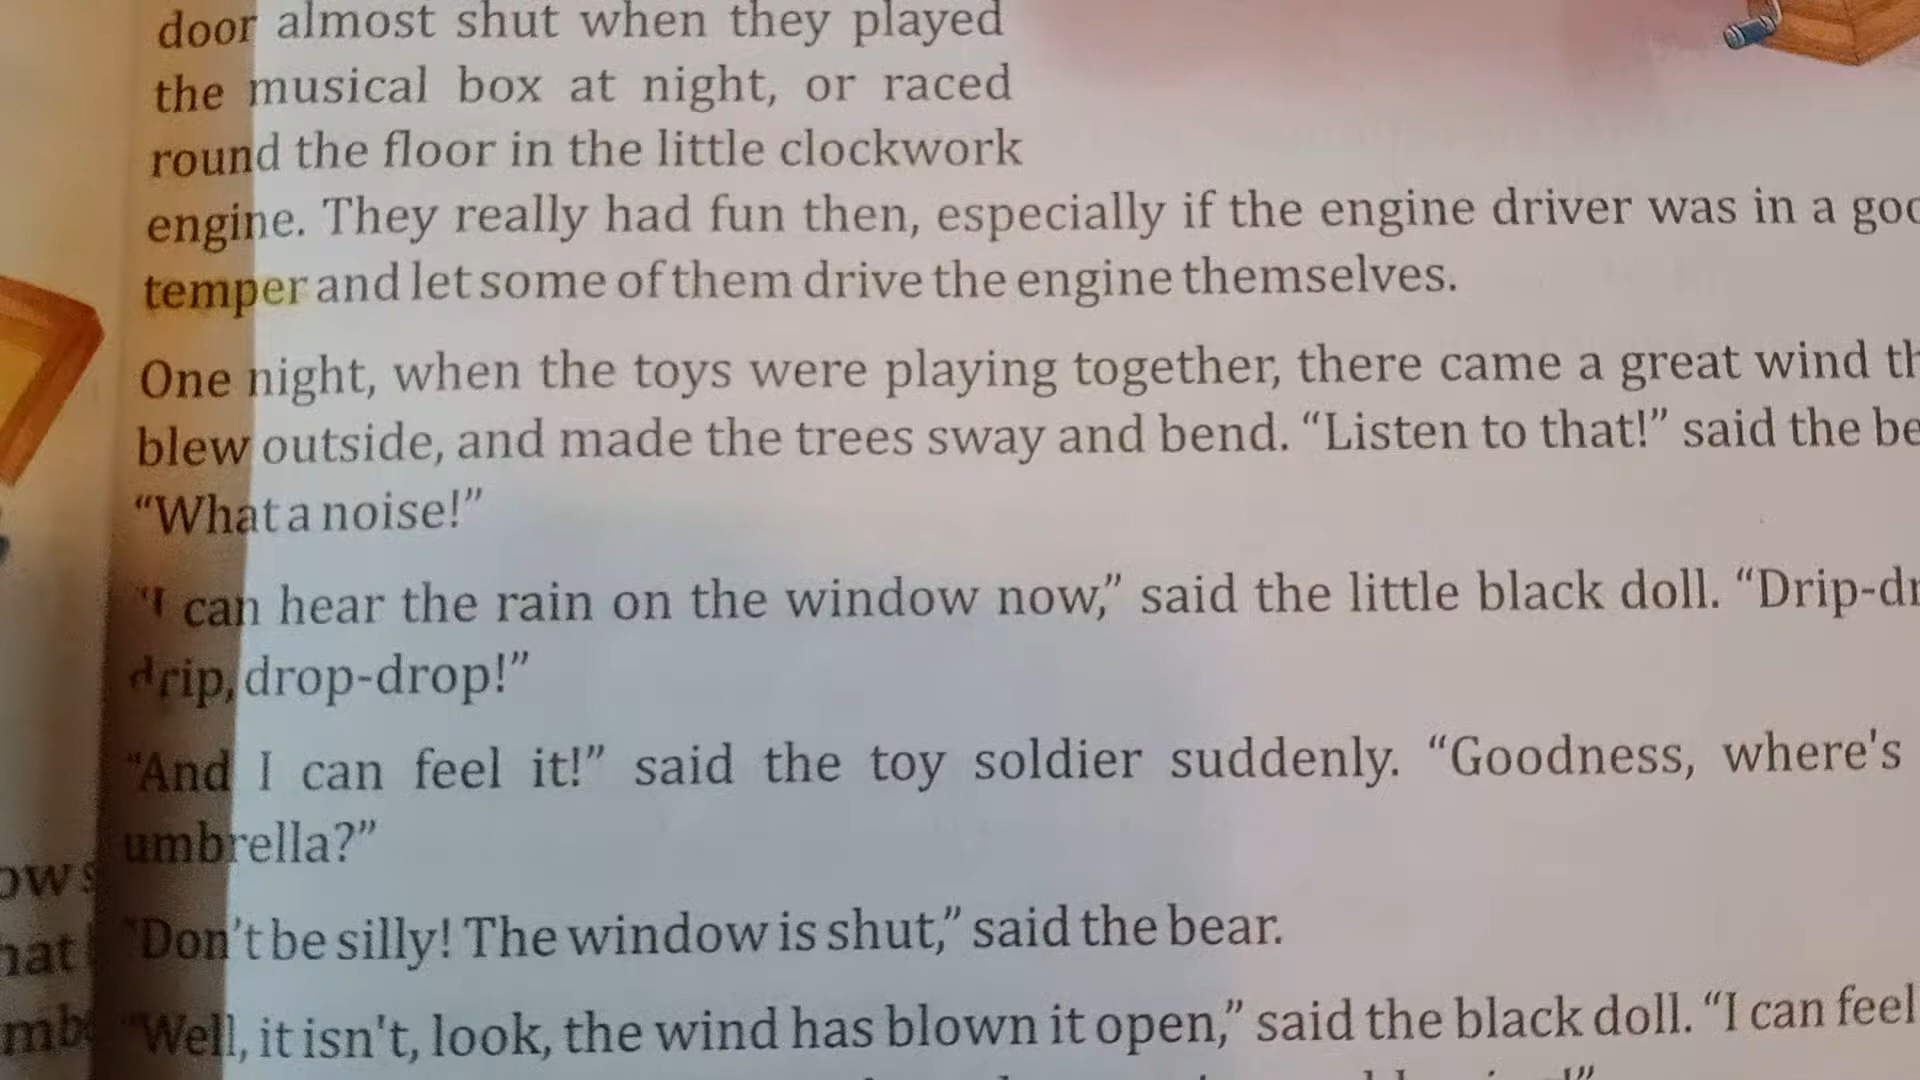 door almost shut when they played
the musical box at night, or raced
round the floor in the little clockwork
engine. They really had fun then, especially if the engine driver was in a
temper and let some of them drive the engine themselves.
One night, when the toys were playing together, there came a great wind
blew outside, and made the trees sway and bend. “Listen to that!” said the
“What a noise!”
“I can hear the rain on the window now,” said the little black doll. “Drip-
drip, drop-drop!”
“And I can feel it!” said the toy soldier suddenly. “Goodness, where's
umbrella?”
“Don't be silly! The window is shut,” said the bear.
“Well, it isn't, look, the wind has blown it open,” said the black doll. “I can feel